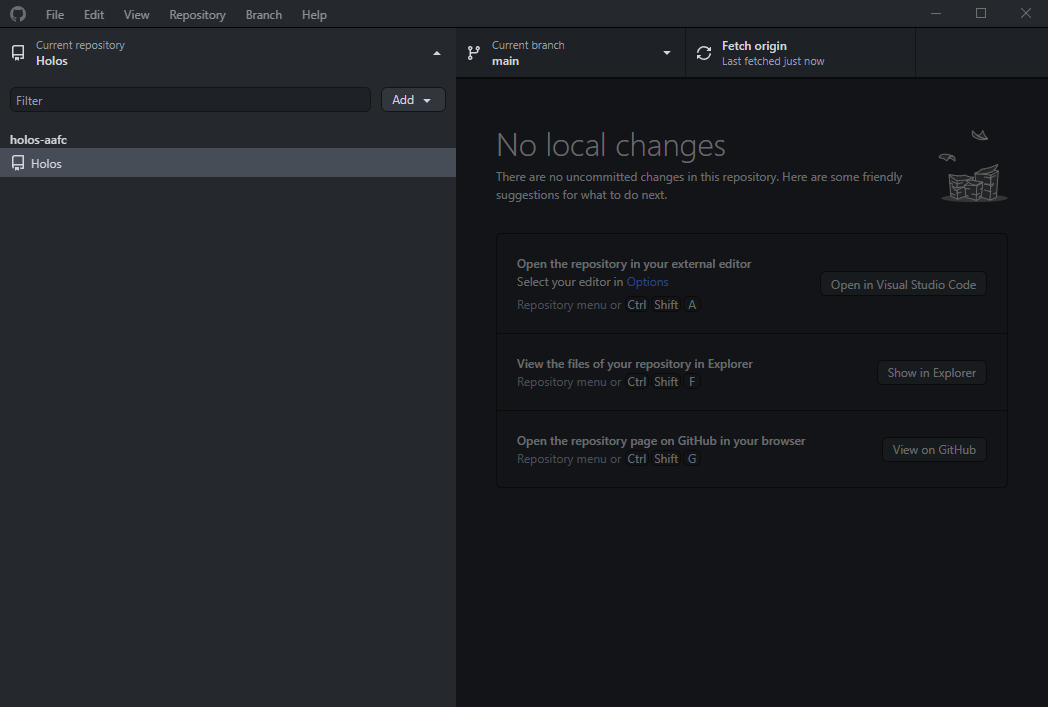 File Edit View Repository Branch Help
Current repository
Holos
Current branch
main
Fetch origin
Last fetched just now
Filter
Add
holos-aafc
Holos
No local changes
There are no uncommitted changes in this repository. Here are some friendly
suggestions for what to do next.
Open the repository in your external editor
Select your editor in Options
Repository menu or Ctrl Shift A
Open in Visual Studio Code
View the files of your repository in Explorer
Repository menu or Ctrl Shift F
Show in Explorer
Open the repository page on GitHub in your browser
Repository menu or Ctrl Shift G
View on GitHub